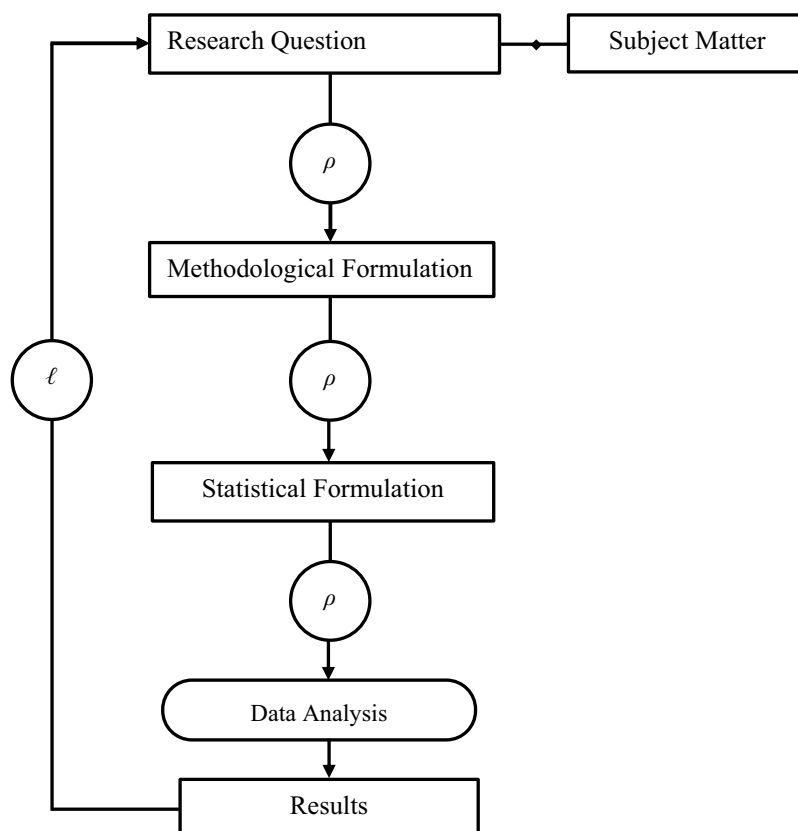 Research Question
Subject Matter
ρ
Methodological Formulation
ℓ
ρ
Statistical Formulation
ρ
Data Analysis
Results